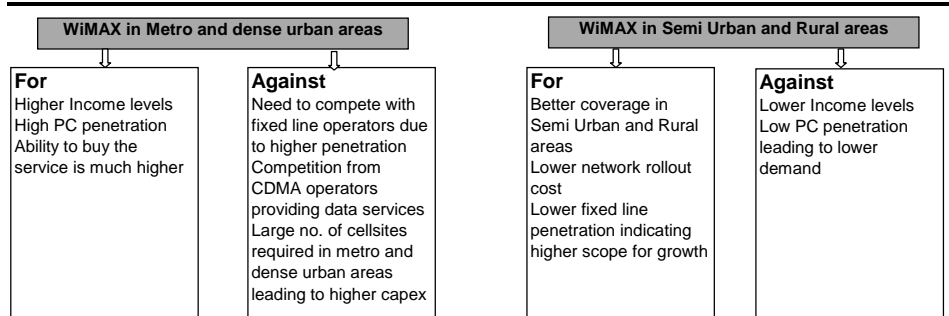 WiMAX in Metro and dense urban areas
For
Higher Income levels
High PC penetration
Ability to buy the
service is much higher
Against
Need to compete with
fixed line operators due
to higher penetration
Competition from
CDMA operators
providing data services
Large no. of cellsites
required in metro and
dense urban areas
leading to higher capex
WiMAX in Semi Urban and Rural areas
For
Better coverage in
Semi Urban and Rural
areas
Lower network rollout
cost
Lower fixed line
penetration indicating
higher scope for growth
Against
Lower Income levels
Low PC penetration
leading to lower
demand